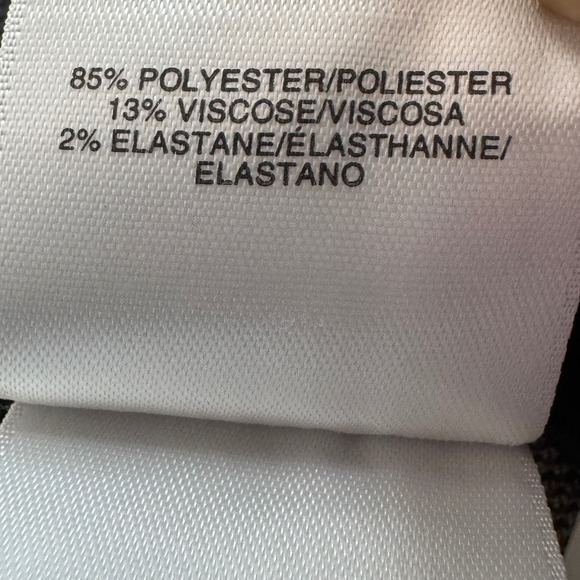 85% POLYESTER/POLIESTER
13% VISCOSE/VISCOSA
2% ELASTANE/ÉLASTHANNE/
ELASTANO